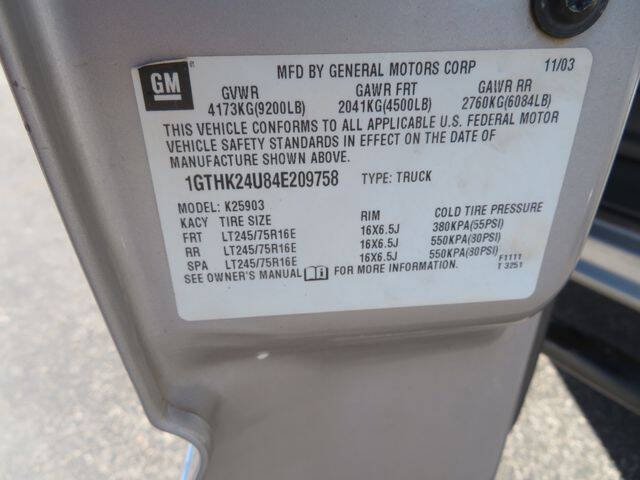 GM
MFD BY GENERAL MOTORS CORP 11/03
GVWR GAWR FRT GAWR RR
4173KG(9200LB) 2041KG(4500LB) 2760KG(6084LB)
THIS VEHICLE CONFORMS TO ALL APPLICABLE U.S. FEDERAL MOTOR
VEHICLE SAFETY STANDARDS IN EFFECT ON THE DATE OF
MANUFACTURE SHOWN ABOVE.
1GTHK24U84E209758 TYPE: TRUCK
MODEL: K25903
KACY TIRE SIZE RIM COLD TIRE PRESSURE
FRT LT245/75R16E 16X6.5J 380KPA(55PSI)
RR LT245/75R16E 16X6.5J 550KPA(80PSI)
SPA LT245/75R16E 16X6.5J 550KPA(80PSI)
SEE OWNER'S MANUAL FOR MORE INFORMATION.
F1111
T 3251